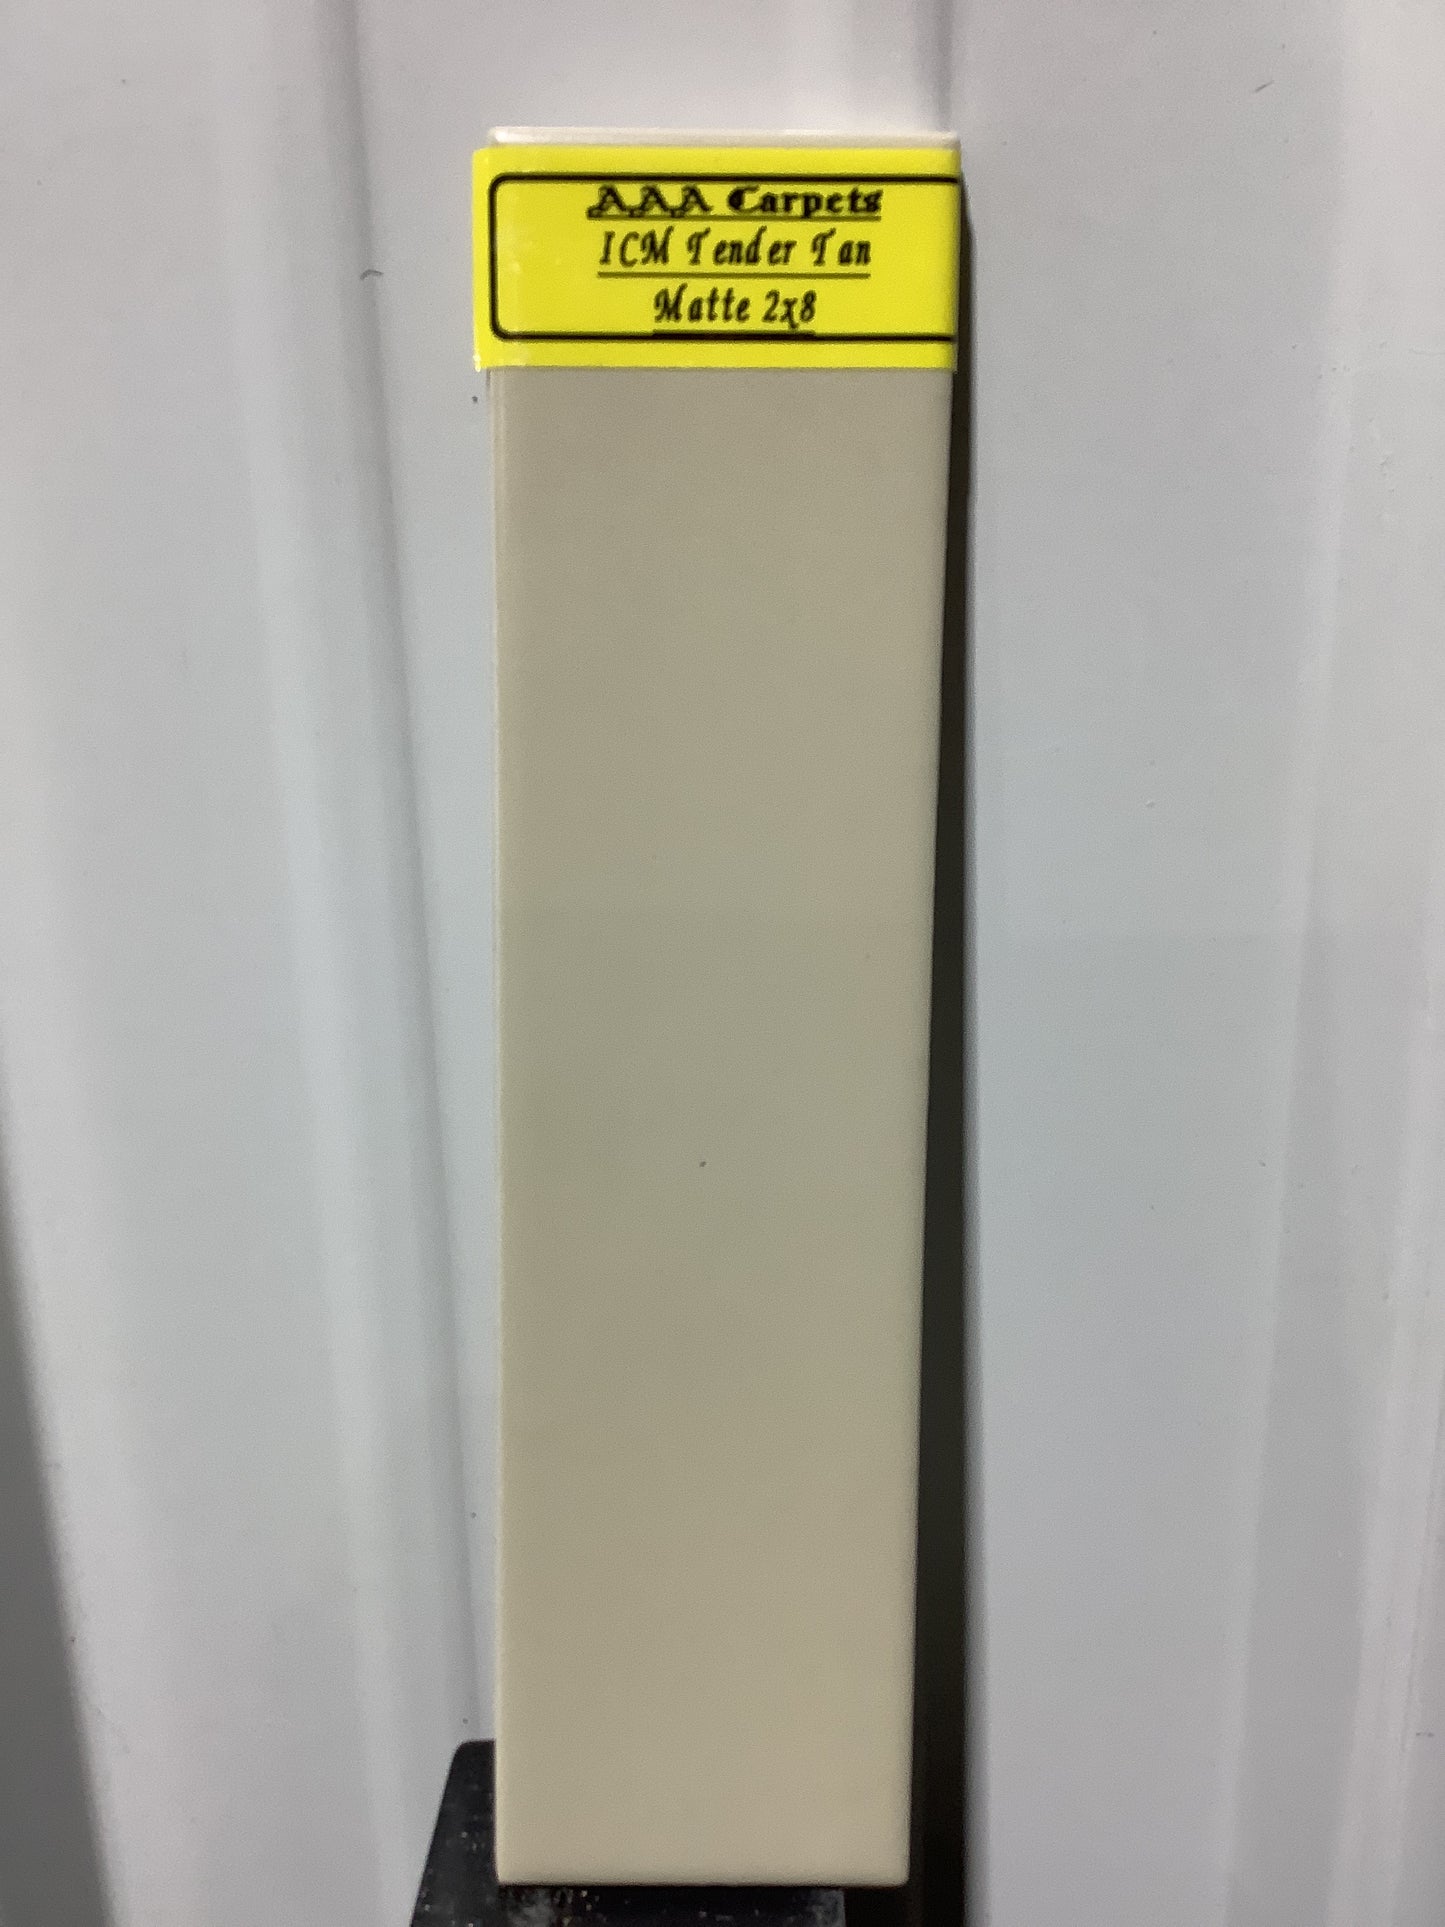 AAA Carpets
ICM Tender Tan
Matte 2x8